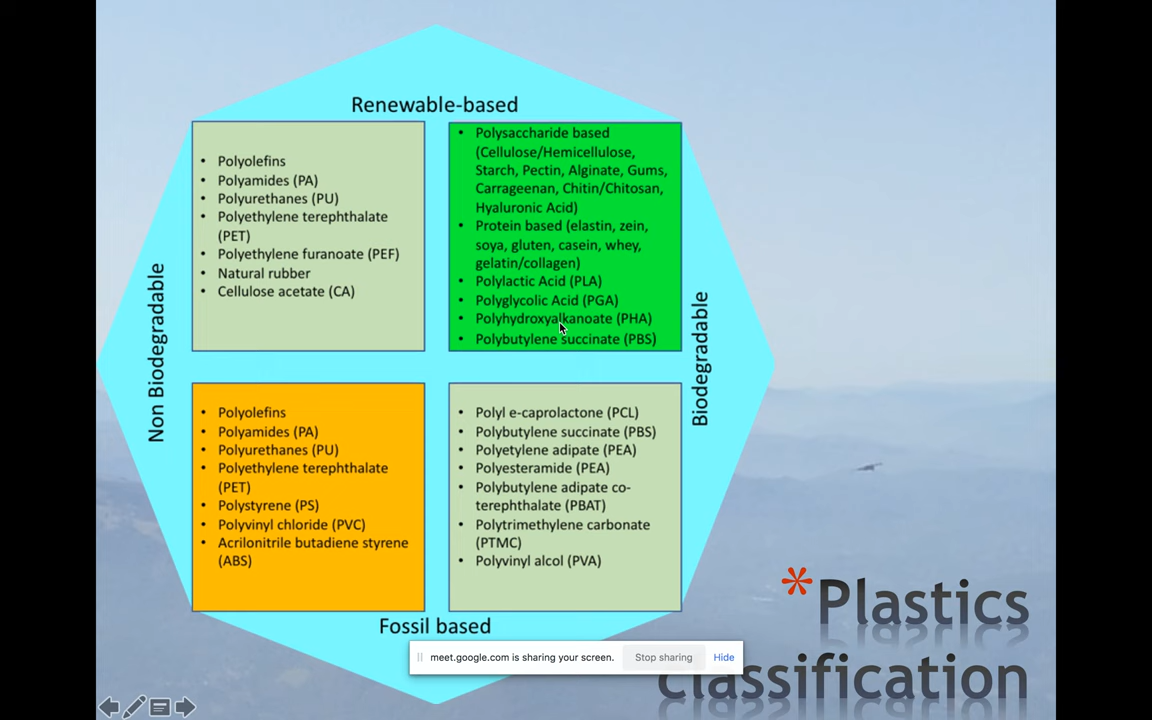 Renewable-based
Polyolefins
Polyamides (PA)
Polyurethanes (PU)
Polyethylene terephthalate
(PET)
Polyethylene furanoate (PEF)
Natural rubber
Cellulose acetate (CA)
Polysaccharide based
(Cellulose/Hemicellulose,
Starch, Pectin, Alginate, Gums,
Carrageenan, Chitin/Chitosan,
Hyaluronic Acid)
Protein based (elastin, zein,
soya, gluten, casein, whey,
gelatin/collagen)
Polylactic Acid (PLA)
Polyglycolic Acid (PGA)
Polyhydroxyalkanoate (PHA)
Polybutylene succinate (PBS)
Non Biodegradable
Biodegradable
Polyolefins
Polyamides (PA)
Polyurethanes (PU)
Polyethylene terephthalate
(PET)
Polystyrene (PS)
Polyvinyl chloride (PVC)
Acrilonitrile butadiene styrene
(ABS)
Polyl e-caprolactone (PCL)
Polybutylene succinate (PBS)
Polyetylene adipate (PEA)
Polyesteramide (PEA)
Polybutylene adipate co-
terephthalate (PBAT)
Polytrimethylene carbonate
(PTMC)
Polyvinyl alcol (PVA)
Fossil based
*Plastics
classification
meet.google.com is sharing your screen.
Stop sharing
Hide